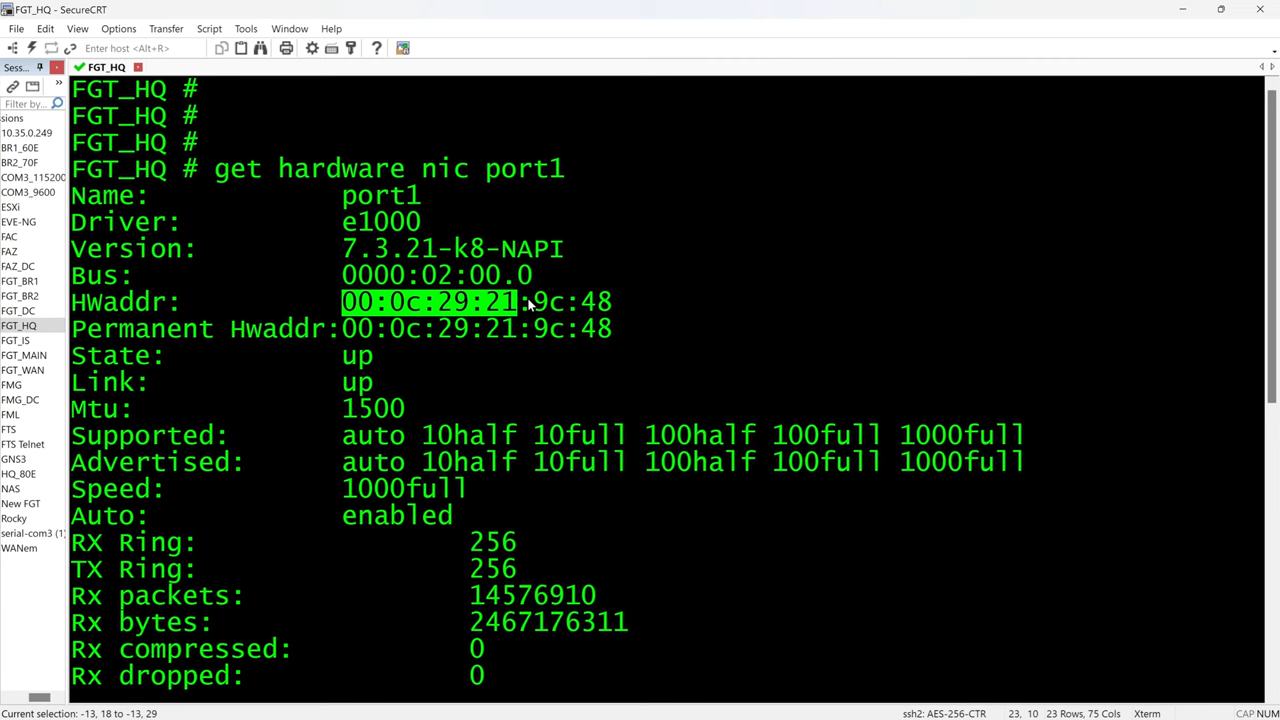 FGT_HQ - SecureCRT
File Edit View Options Transfer Script Tools Window Help
Enter host <Alt+R>
Sess...
FGT_HQ
Filter by...
sions
10.35.0.249
BR1_60E
BR2_70F
COM3_115200
COM3_9600
ESXi
EVE-NG
FAC
FAZ
FAZ_DC
FGT_BR1
FGT_BR2
FGT_DC
FGT_HQ
FGT_IS
FGT_MAIN
FGT_WAN
FMG
FMG_DC
FML
FTS
FTS Telnet
GNS3
HQ_80E
NAS
New FGT
Rocky
serial-com3 (1)
WANem
FGT_HQ #
FGT_HQ #
FGT_HQ #
FGT_HQ # get hardware nic port1
Name: port1
Driver: e1000
Version: 7.3.21-k8-NAPI
Bus: 0000:02:00.0
HWaddr: 00:0c:29:21:9c:48
Permanent Hwaddr:00:0c:29:21:9c:48
State: up
Link: up
Mtu: 1500
Supported: auto 10half 10full 100half 100full 1000full
Advertised: auto 10half 10full 100half 100full 1000full
Speed: 1000full
Auto: enabled
RX Ring: 256
TX Ring: 256
Rx packets: 14576910
Rx bytes: 2467176311
Rx compressed: 0
Rx dropped: 0
Current selection: -13, 18 to -13, 29
ssh2: AES-256-CTR 23, 10 23 Rows, 75 Cols Xterm CAP NUM